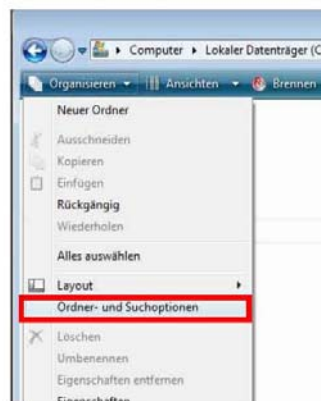 Computer Lokaler Datenträger (C
Organisieren Ansichten Brennen
Neuer Ordner
Ausschneiden
Kopieren
Einfügen
Rückgängig
Wiederholen
Alles auswählen
Layout
Ordner- und Suchoptionen
Löschen
Umbenennen
Eigenschaften entfernen
Eigenschaften